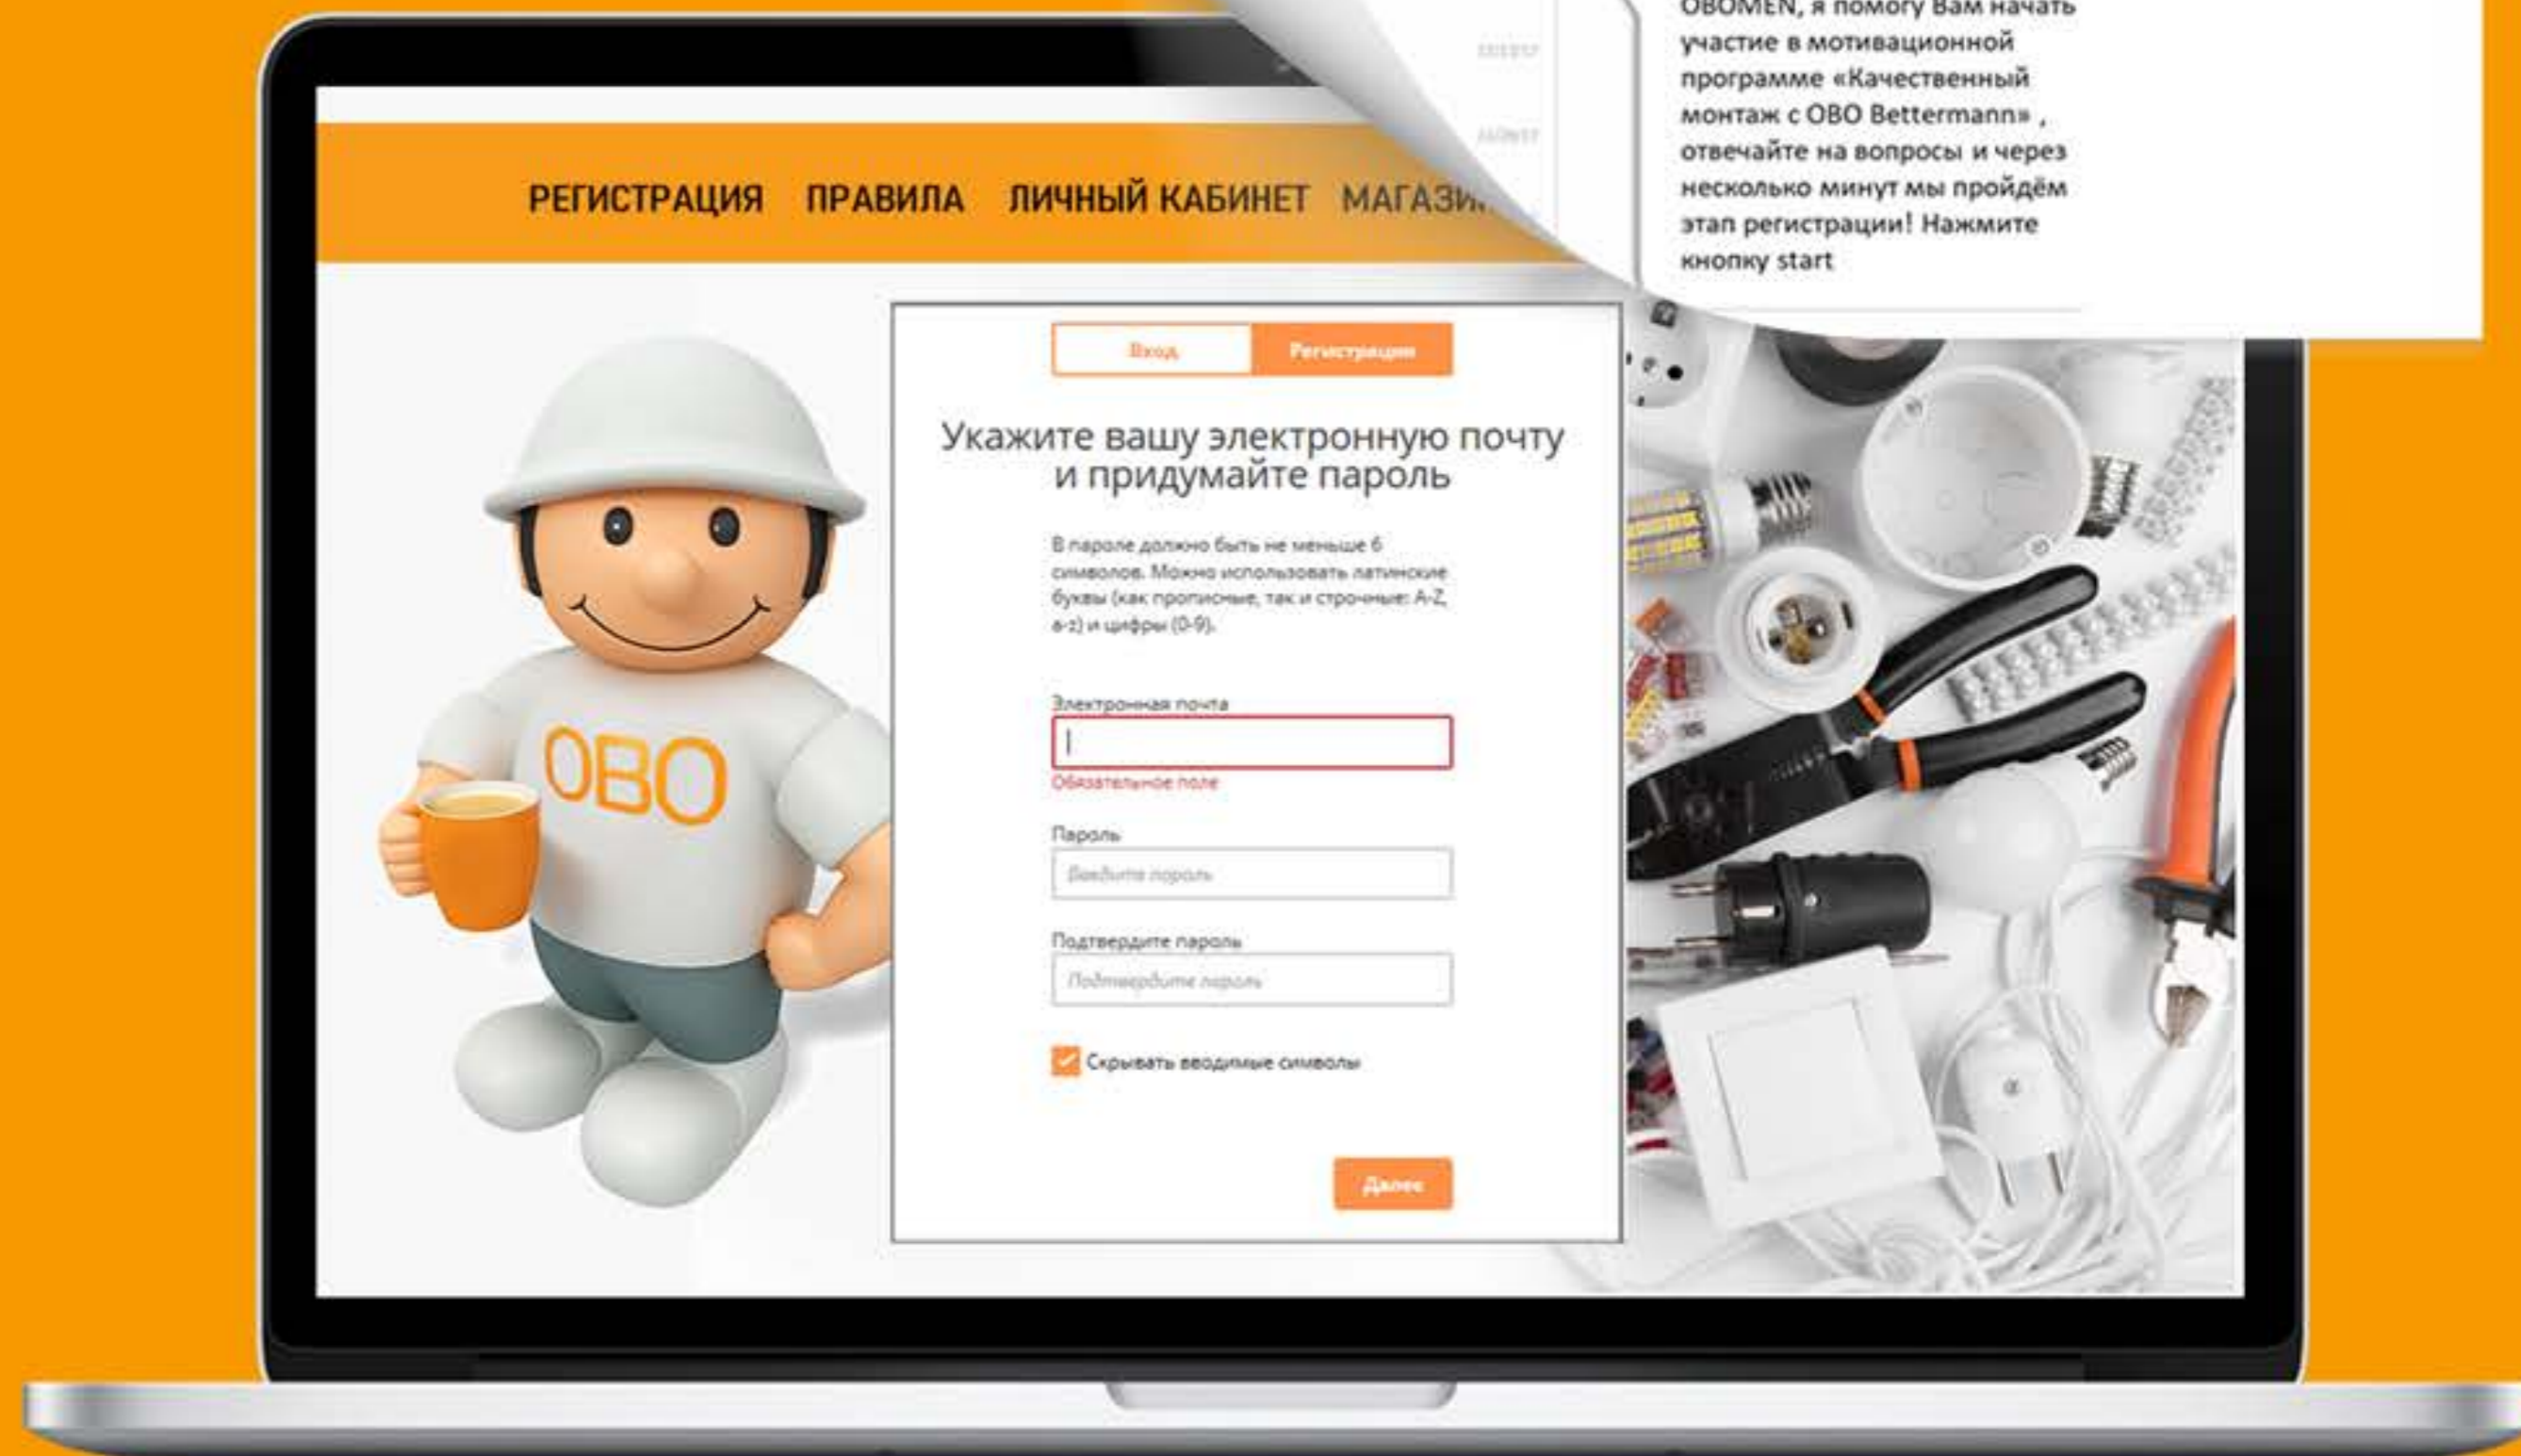 OBOMEN, я помогу Вам начать
участие в мотивационной
программе «Качественный
монтаж с OBO Bettermann» ,
отвечайте на вопросы и через
несколько минут мы пройдём
этап регистрации! Нажмите
кнопку start
РЕГИСТРАЦИЯ ПРАВИЛА ЛИЧНЫЙ КАБИНЕТ
Вход Регистрация
Укажите вашу электронную почту
и придумайте пароль
В пароле должно быть не меньше 6
символов. Можно использовать латинские
буквы (как прописные, так и строчные: A-Z,
a-z) и цифры (0-9).
Электронная почта
Обязательное поле
Пароль
Введите пароль
Подтвердите пароль
Подтвердите пароль
Скрывать вводимые символы
Далее
OBO